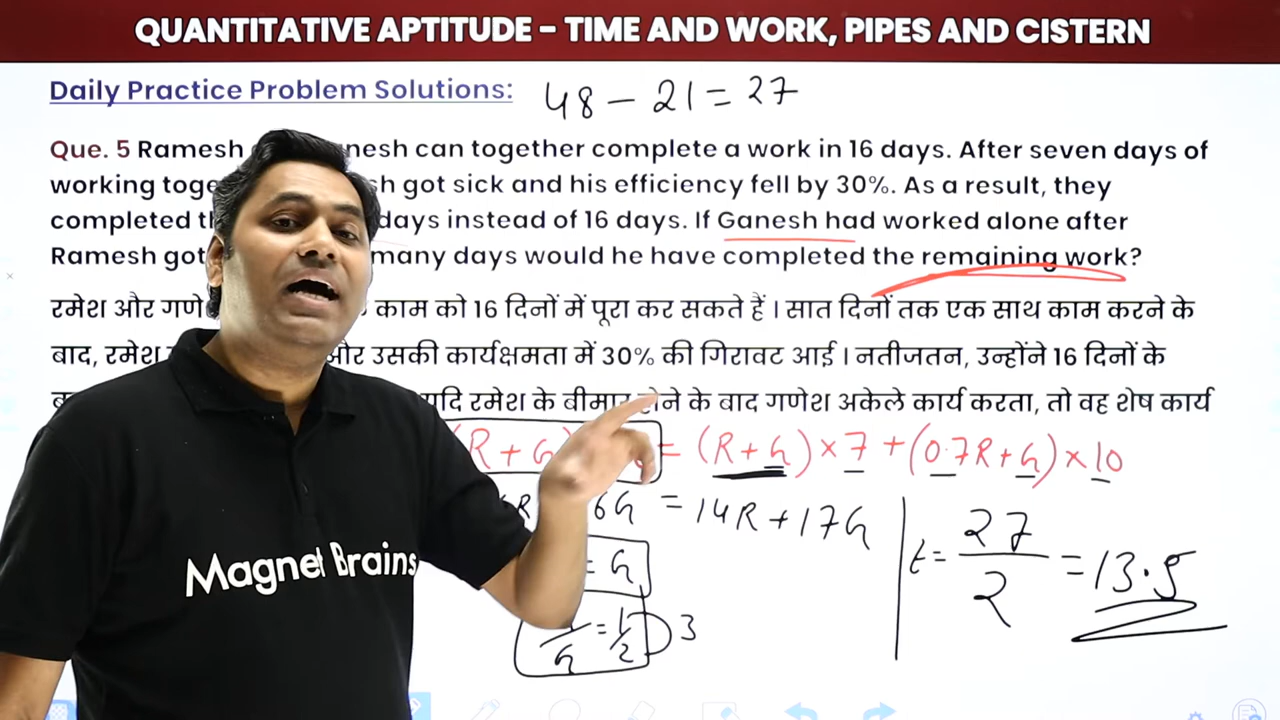 QUANTITATIVE APTITUDE - TIME AND WORK, PIPES AND CISTERN
Daily Practice Problem Solutions: 48 - 21 = 27
Que. 5 Ramesh nesh can together complete a work in 16 days. After seven days of
working toge h got sick and his efficiency fell by 30%. As a result, they
completed th days instead of 16 days. If Ganesh had worked alone after
Ramesh got many days would he have completed the remaining work?
रमेश और गणे काम को 16 दिनों में पूरा कर सकते हैं । सात दिनों तक एक साथ काम करने के
बाद, रमेश और उसकी कार्यक्षमता में 30% की गिरावट आई । नतीजतन, उन्होंने 16 दिनों के
यदि रमेश के बीमार होने के बाद गणेश अकेले कार्य करता, तो वह शेष कार्य
(R + G) = (R + G) × 7 + (0.7R + G) × 10
6G = 14R + 17G
= G
G = 1/2 3
t = 27/2 = 13.5
Magnet Brains